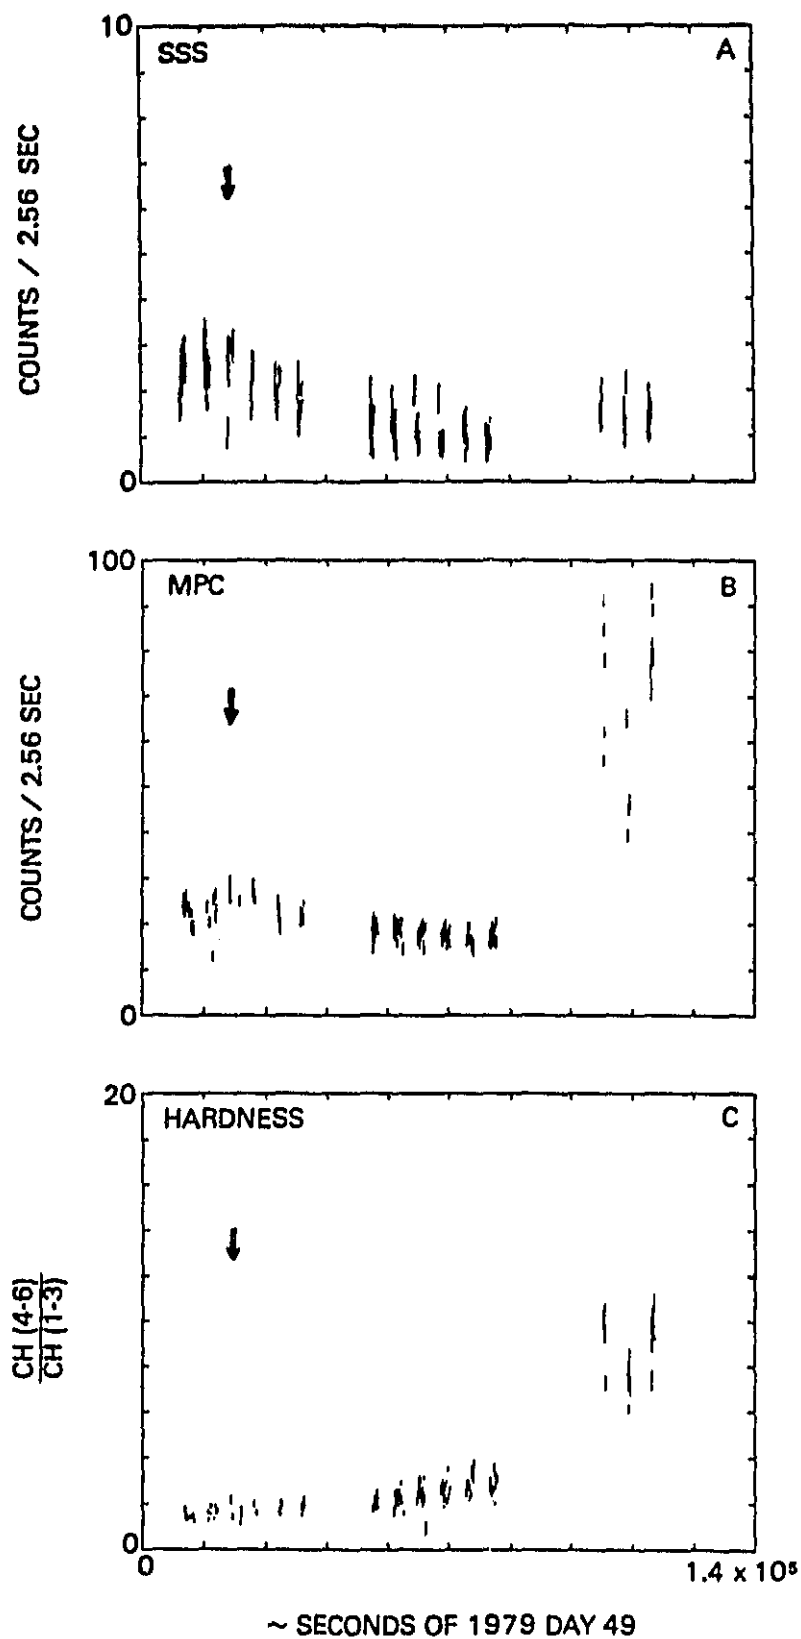 10
SSS
A
COUNTS / 2.56 SEC
0
100
MPC
B
COUNTS / 2.56 SEC
0
20
HARDNESS
C
CH (4-6)
CH (1-3)
0
0
1.4 x 10⁵
~ SECONDS OF 1979 DAY 49